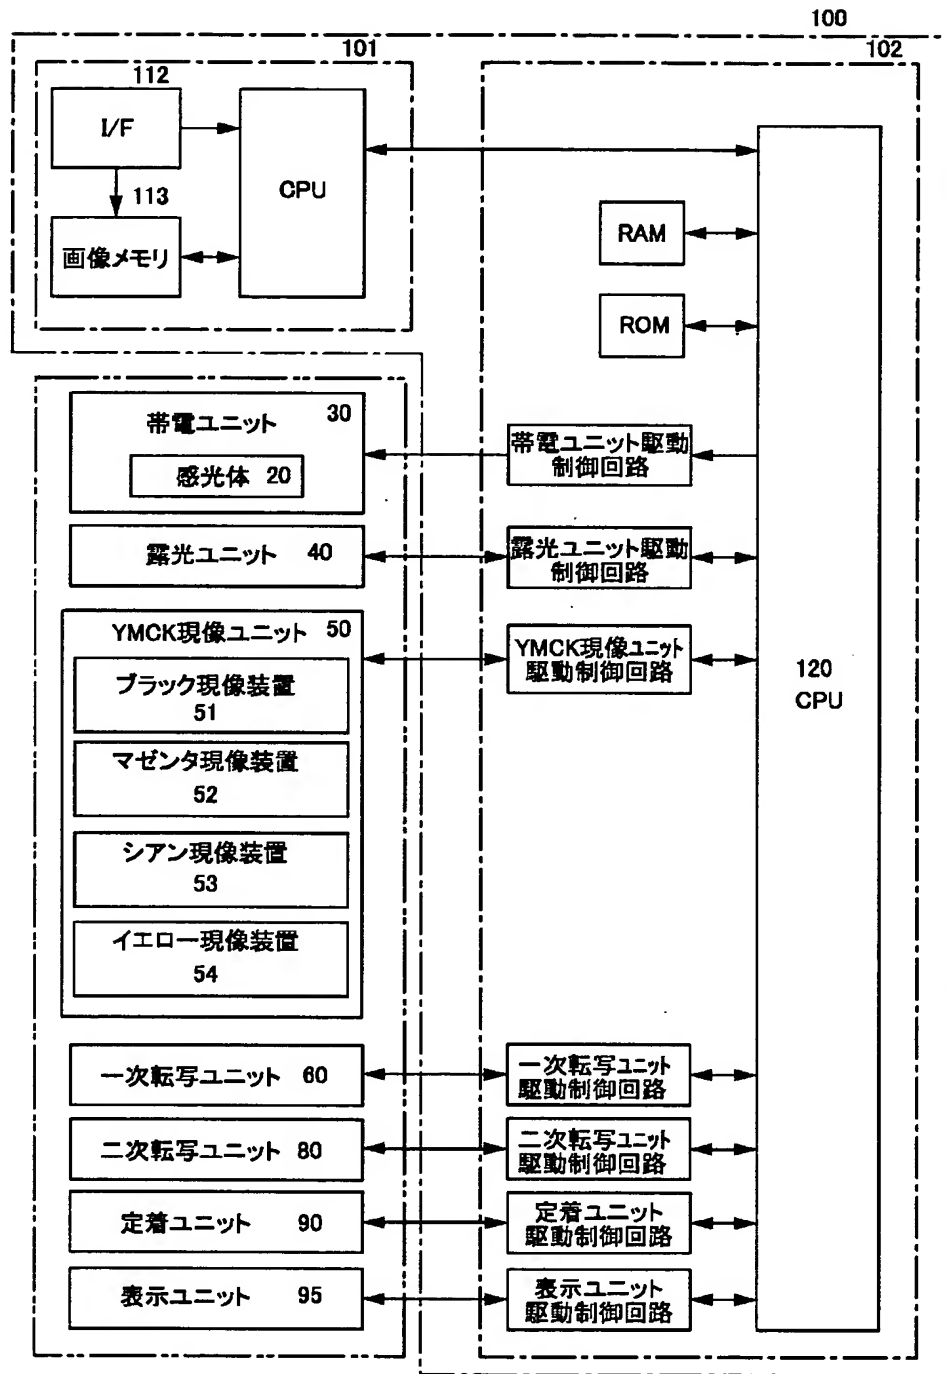 100
101
102
112
I/F
CPU
113
画像メモリ
RAM
ROM
帯電ユニット 30
感光体 20
帯電ユニット駆動
制御回路
露光ユニット 40
露光ユニット駆動
制御回路
YMCK現像ユニット 50
YMCK現像ユニット
駆動制御回路
ブラック現像装置
51
マゼンタ現像装置
52
シアン現像装置
53
イエロー現像装置
54
120
CPU
一次転写ユニット 60
一次転写ユニット
駆動制御回路
二次転写ユニット 80
二次転写ユニット
駆動制御回路
定着ユニット 90
定着ユニット
駆動制御回路
表示ユニット 95
表示ユニット
駆動制御回路